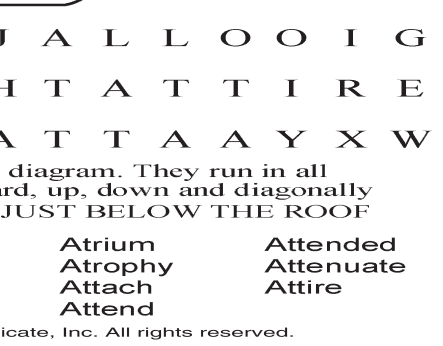 J A L L O O I G
H T A T T I R E
A T T A A Y X W
diagram. They run in all
ard, up, down and diagonally
JUST BELOW THE ROOF
Atrium Attended
Atrophy Attenuate
Attach Attire
Attend
icate, Inc. All rights reserved.